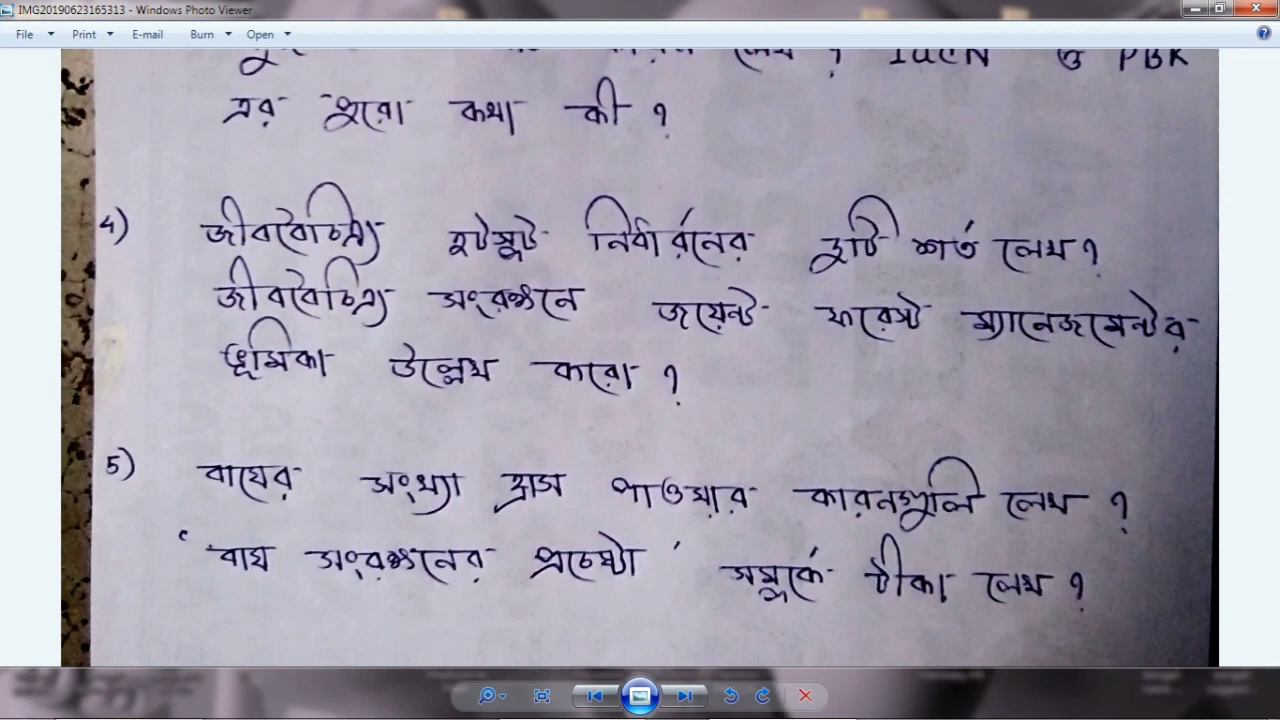 IMG20190623165313 - Windows Photo Viewer
File Print E-mail Burn Open
লেখ ? IUCN ও PBR
এর পুরো কথা কী ?
4) জীববৈচিত্র্য হটস্পট নির্বারনের দুটি শর্ত লেখ ?
জীববৈচিত্র্য সংরক্ষনে জয়েন্ট ফরেস্ট ম্যানেজমেন্টের
ভূমিকা উল্লেখ করো ?
5) বাঘের সংখ্যা হ্রাস পাওয়ার কারনগুলি লেখ ?
' বাঘ সংরক্ষনের প্রচেষ্টা ' সম্পর্কে টীকা লেখ ?